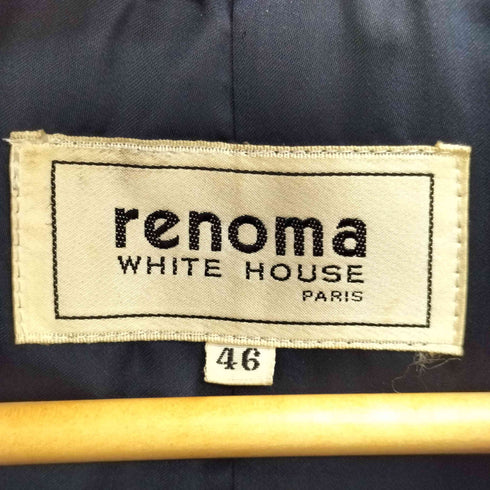 renoma
WHITE HOUSE
PARIS
46